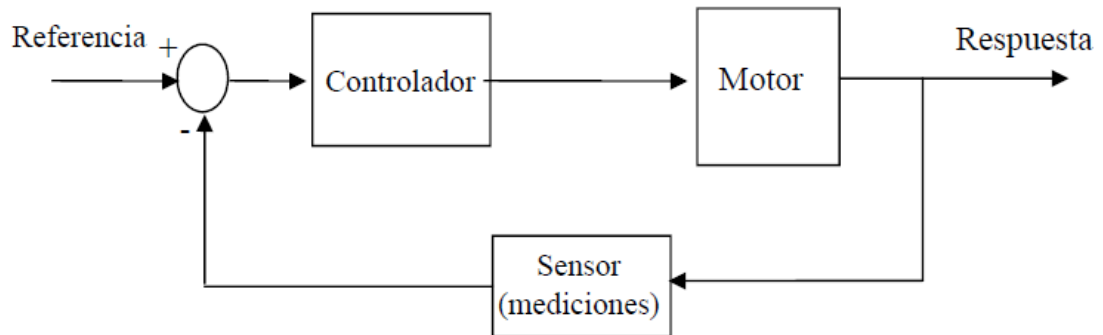 Referencia
+
-
Controlador
Motor
Respuesta
Sensor
(mediciones)